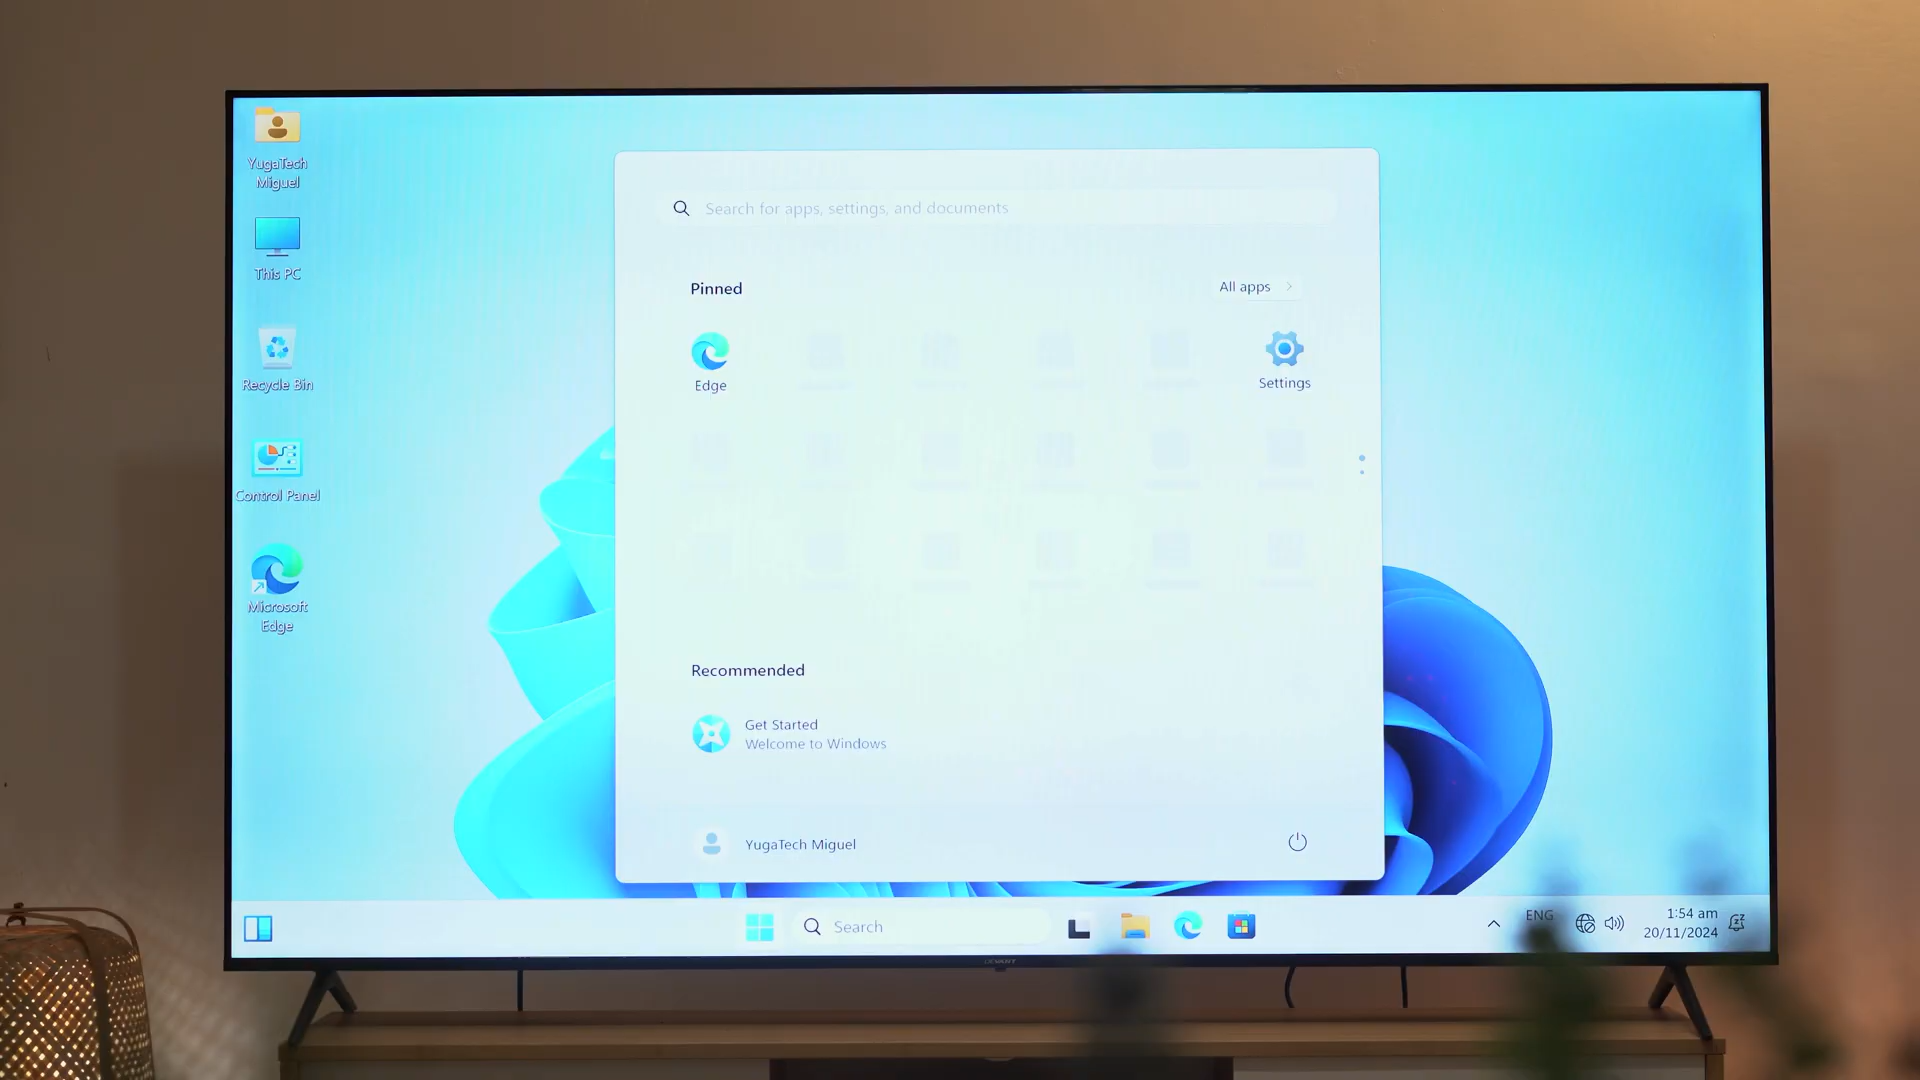 YugaTech
Miguel
This PC
Recycle Bin
Control Panel
Microsoft
Edge
Search for apps, settings, and documents
Pinned
All apps
Edge
Settings
Recommended
Get Started
Welcome to Windows
YugaTech Miguel
Search
ENG
1:54 am
20/11/2024
DEVANT